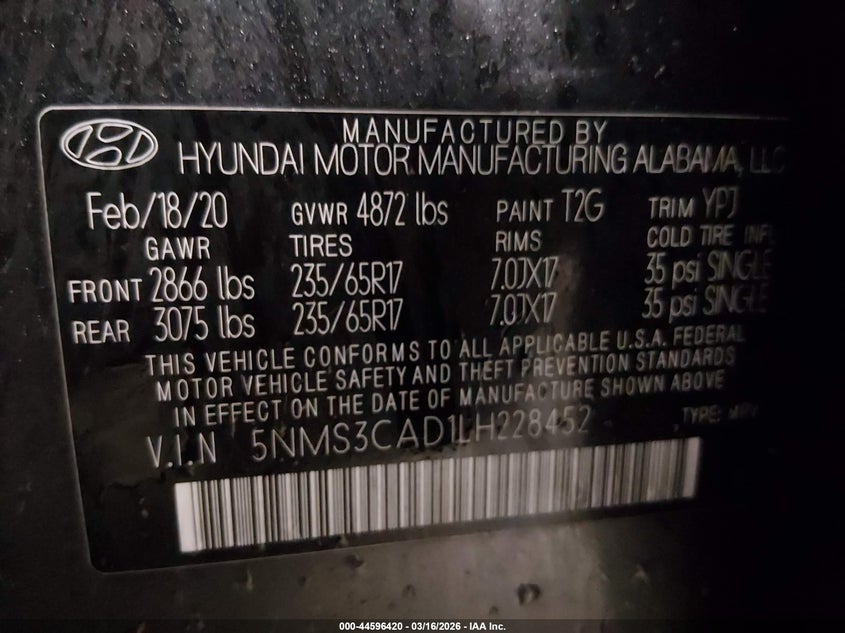 MANUFACTURED BY
HYUNDAI MOTOR MANUFACTURING ALABAMA, LLC
Feb/18/20 GVWR 4872 lbs PAINT T2G TRIM YPJ
GAWR TIRES RIMS COLD TIRE INF
FRONT 2866 lbs 235/65R17 7.0JX17 35 psi SINGLE
REAR 3075 lbs 235/65R17 7.0JX17 35 psi SINGLE
THIS VEHICLE CONFORMS TO ALL APPLICABLE U.S.A. FEDERAL
MOTOR VEHICLE SAFETY AND THEFT PREVENTION STANDARDS
IN EFFECT ON THE DATE OF MANUFACTURE SHOWN ABOVE
V.I.N 5NMS3CAD1LH228452 TYPE: MPV
000-44596420 - 03/16/2026 - IAA Inc.